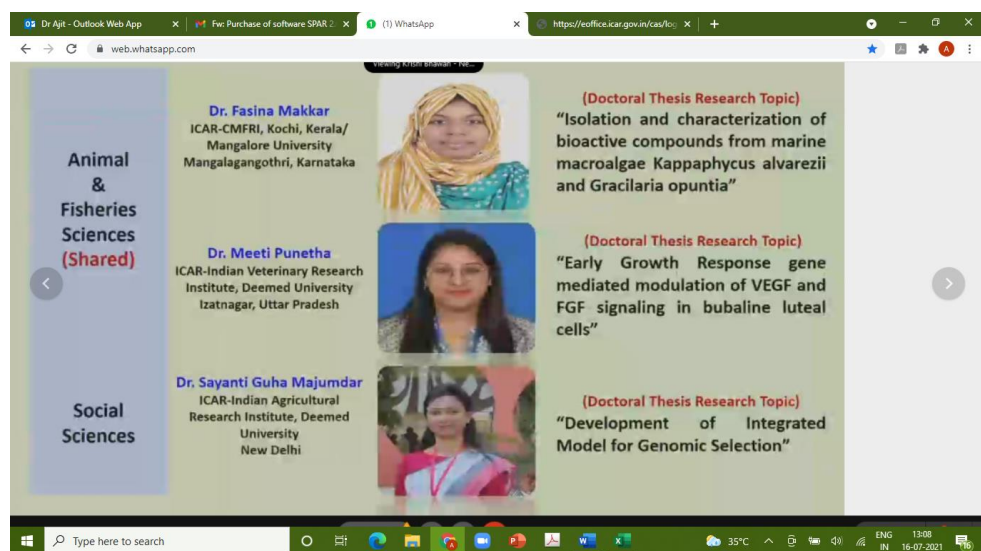 Dr Ajit - Outlook Web App
Fw: Purchase of software SPAR 2
(1) WhatsApp
https://eoffice.icar.gov.in/cas/log
web.whatsapp.com
Viewing Krishi Bhawan - Ne...
Animal
&
Fisheries
Sciences
(Shared)
Dr. Fasina Makkar
ICAR-CMFRI, Kochi, Kerala/
Mangalore University
Mangalagangothri, Karnataka
(Doctoral Thesis Research Topic)
“Isolation and characterization of
bioactive compounds from marine
macroalgae Kappaphycus alvarezii
and Gracilaria opuntia”
Dr. Meeti Punetha
ICAR-Indian Veterinary Research
Institute, Deemed University
Izatnagar, Uttar Pradesh
(Doctoral Thesis Research Topic)
“Early Growth Response gene
mediated modulation of VEGF and
FGF signaling in bubaline luteal
cells”
Social
Sciences
Dr. Sayanti Guha Majumdar
ICAR-Indian Agricultural
Research Institute, Deemed
University
New Delhi
(Doctoral Thesis Research Topic)
“Development of Integrated
Model for Genomic Selection”
Type here to search
35°C
ENG
IN
13:08
16-07-2021
16